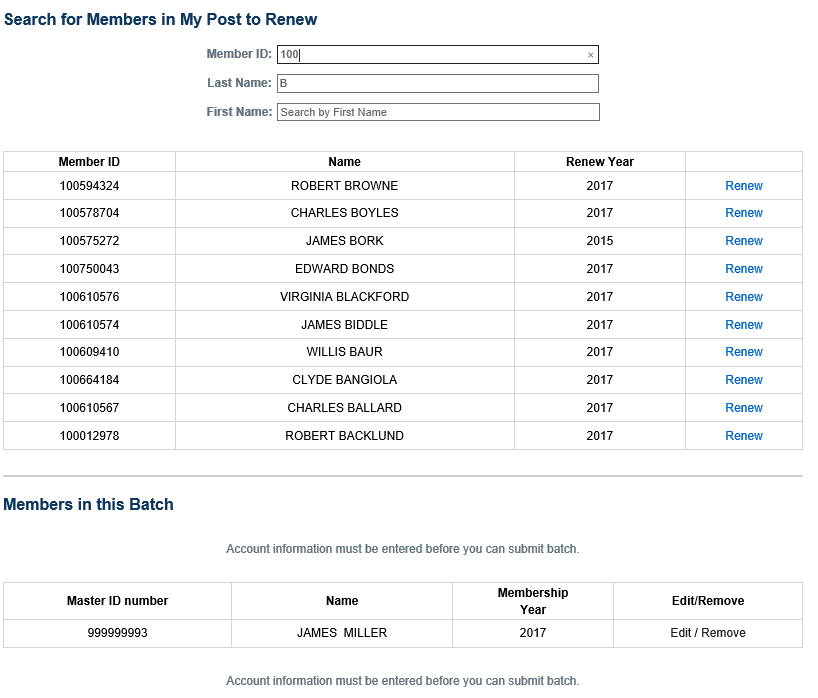 Search for Members in My Post to Renew
Member ID: 100 ×
Last Name: B
First Name: Search by First Name
Member ID Name Renew Year
100594324 ROBERT BROWNE 2017 Renew
100578704 CHARLES BOYLES 2017 Renew
100575272 JAMES BORK 2015 Renew
100750043 EDWARD BONDS 2017 Renew
100610576 VIRGINIA BLACKFORD 2017 Renew
100610574 JAMES BIDDLE 2017 Renew
100609410 WILLIS BAUR 2017 Renew
100664184 CLYDE BANGIOLA 2017 Renew
100610567 CHARLES BALLARD 2017 Renew
100012978 ROBERT BACKLUND 2017 Renew
Members in this Batch
Account information must be entered before you can submit batch.
Master ID number Name Membership Year Edit/Remove
999999993 JAMES MILLER 2017 Edit / Remove
Account information must be entered before you can submit batch.